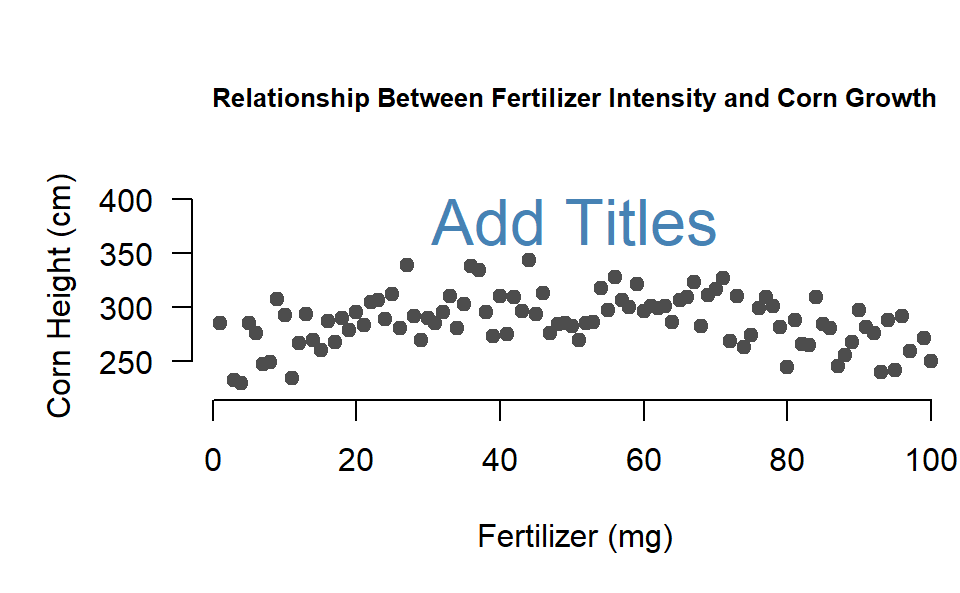 Relationship Between Fertilizer Intensity and Corn Growth
Add Titles
Corn Height (cm)
400
350
300
250
0 20 40 60 80 100
Fertilizer (mg)